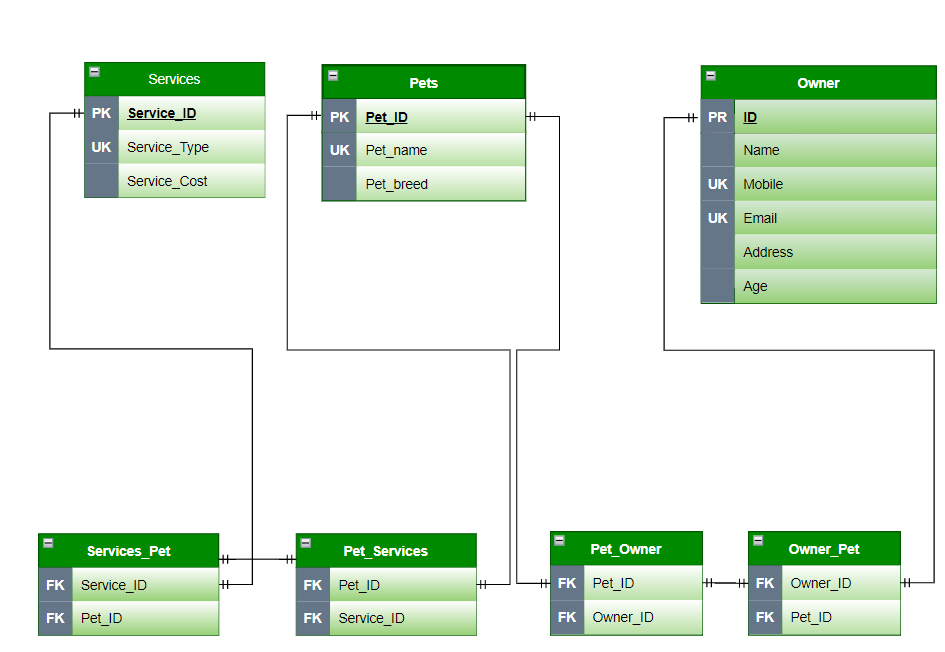 Services
PK Service_ID
UK Service_Type
Service_Cost
Pets
PK Pet_ID
UK Pet_name
Pet_breed
Owner
PR ID
Name
UK Mobile
UK Email
Address
Age
Services_Pet
FK Service_ID
FK Pet_ID
Pet_Services
FK Pet_ID
FK Service_ID
Pet_Owner
FK Pet_ID
FK Owner_ID
Owner_Pet
FK Owner_ID
FK Pet_ID